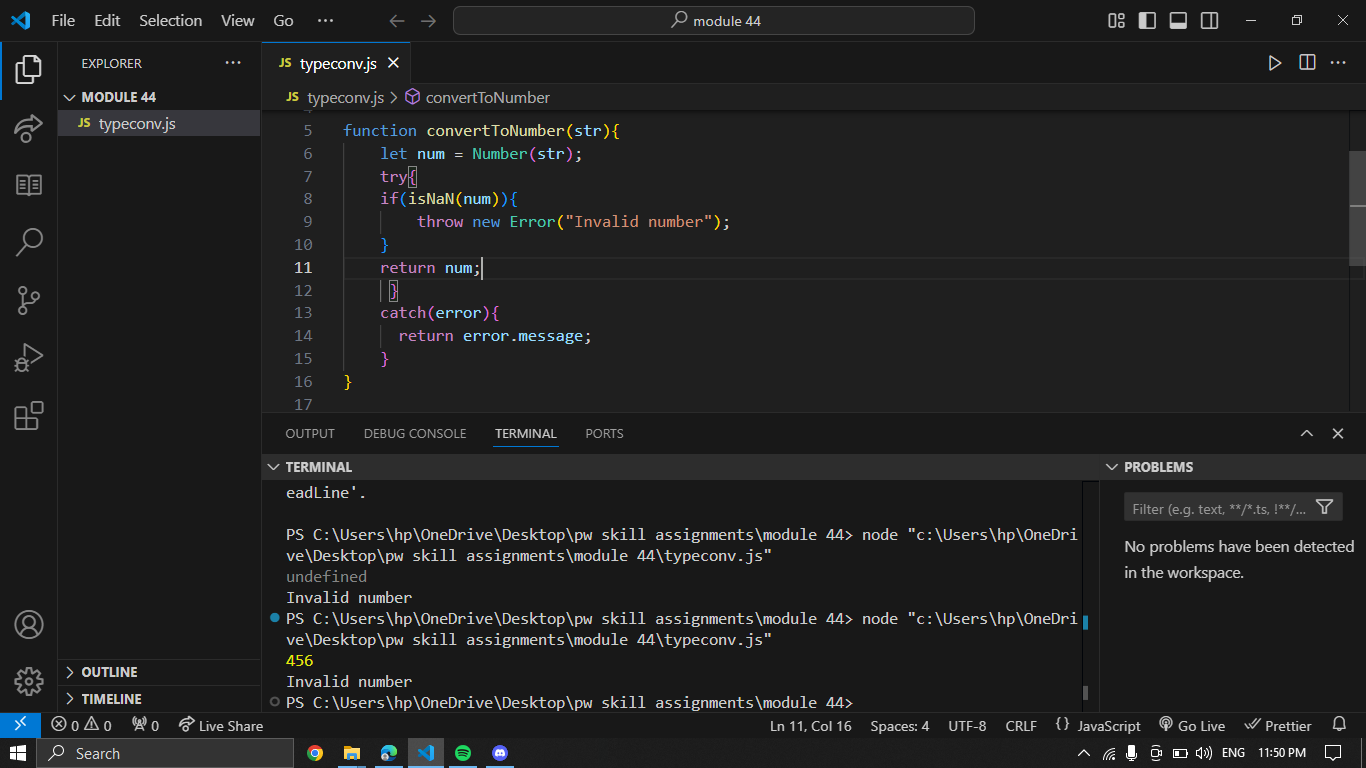 File Edit Selection View Go ··· module 44
EXPLORER ···
MODULE 44
JS typeconv.js
OUTLINE
TIMELINE
JS typeconv.js
JS typeconv.js > convertToNumber
5 function convertToNumber(str){
6 let num = Number(str);
7 try{
8 if(isNaN(num)){
9 throw new Error("Invalid number");
10 }
11 return num;
12 }
13 catch(error){
14 return error.message;
15 }
16 }
17
OUTPUT DEBUG CONSOLE TERMINAL PORTS
TERMINAL
eadLine'.
PS C:\Users\hp\OneDrive\Desktop\pw skill assignments\module 44> node "c:\Users\hp\OneDri
ve\Desktop\pw skill assignments\module 44\typeconv.js"
undefined
Invalid number
PS C:\Users\hp\OneDrive\Desktop\pw skill assignments\module 44> node "c:\Users\hp\OneDri
ve\Desktop\pw skill assignments\module 44\typeconv.js"
456
Invalid number
PS C:\Users\hp\OneDrive\Desktop\pw skill assignments\module 44>
PROBLEMS
Filter (e.g. text, **/*.ts, !**/...
No problems have been detected
in the workspace.
0 0 0 Live Share Ln 11, Col 16 Spaces: 4 UTF-8 CRLF {} JavaScript Go Live Prettier
Search ENG 11:50 PM